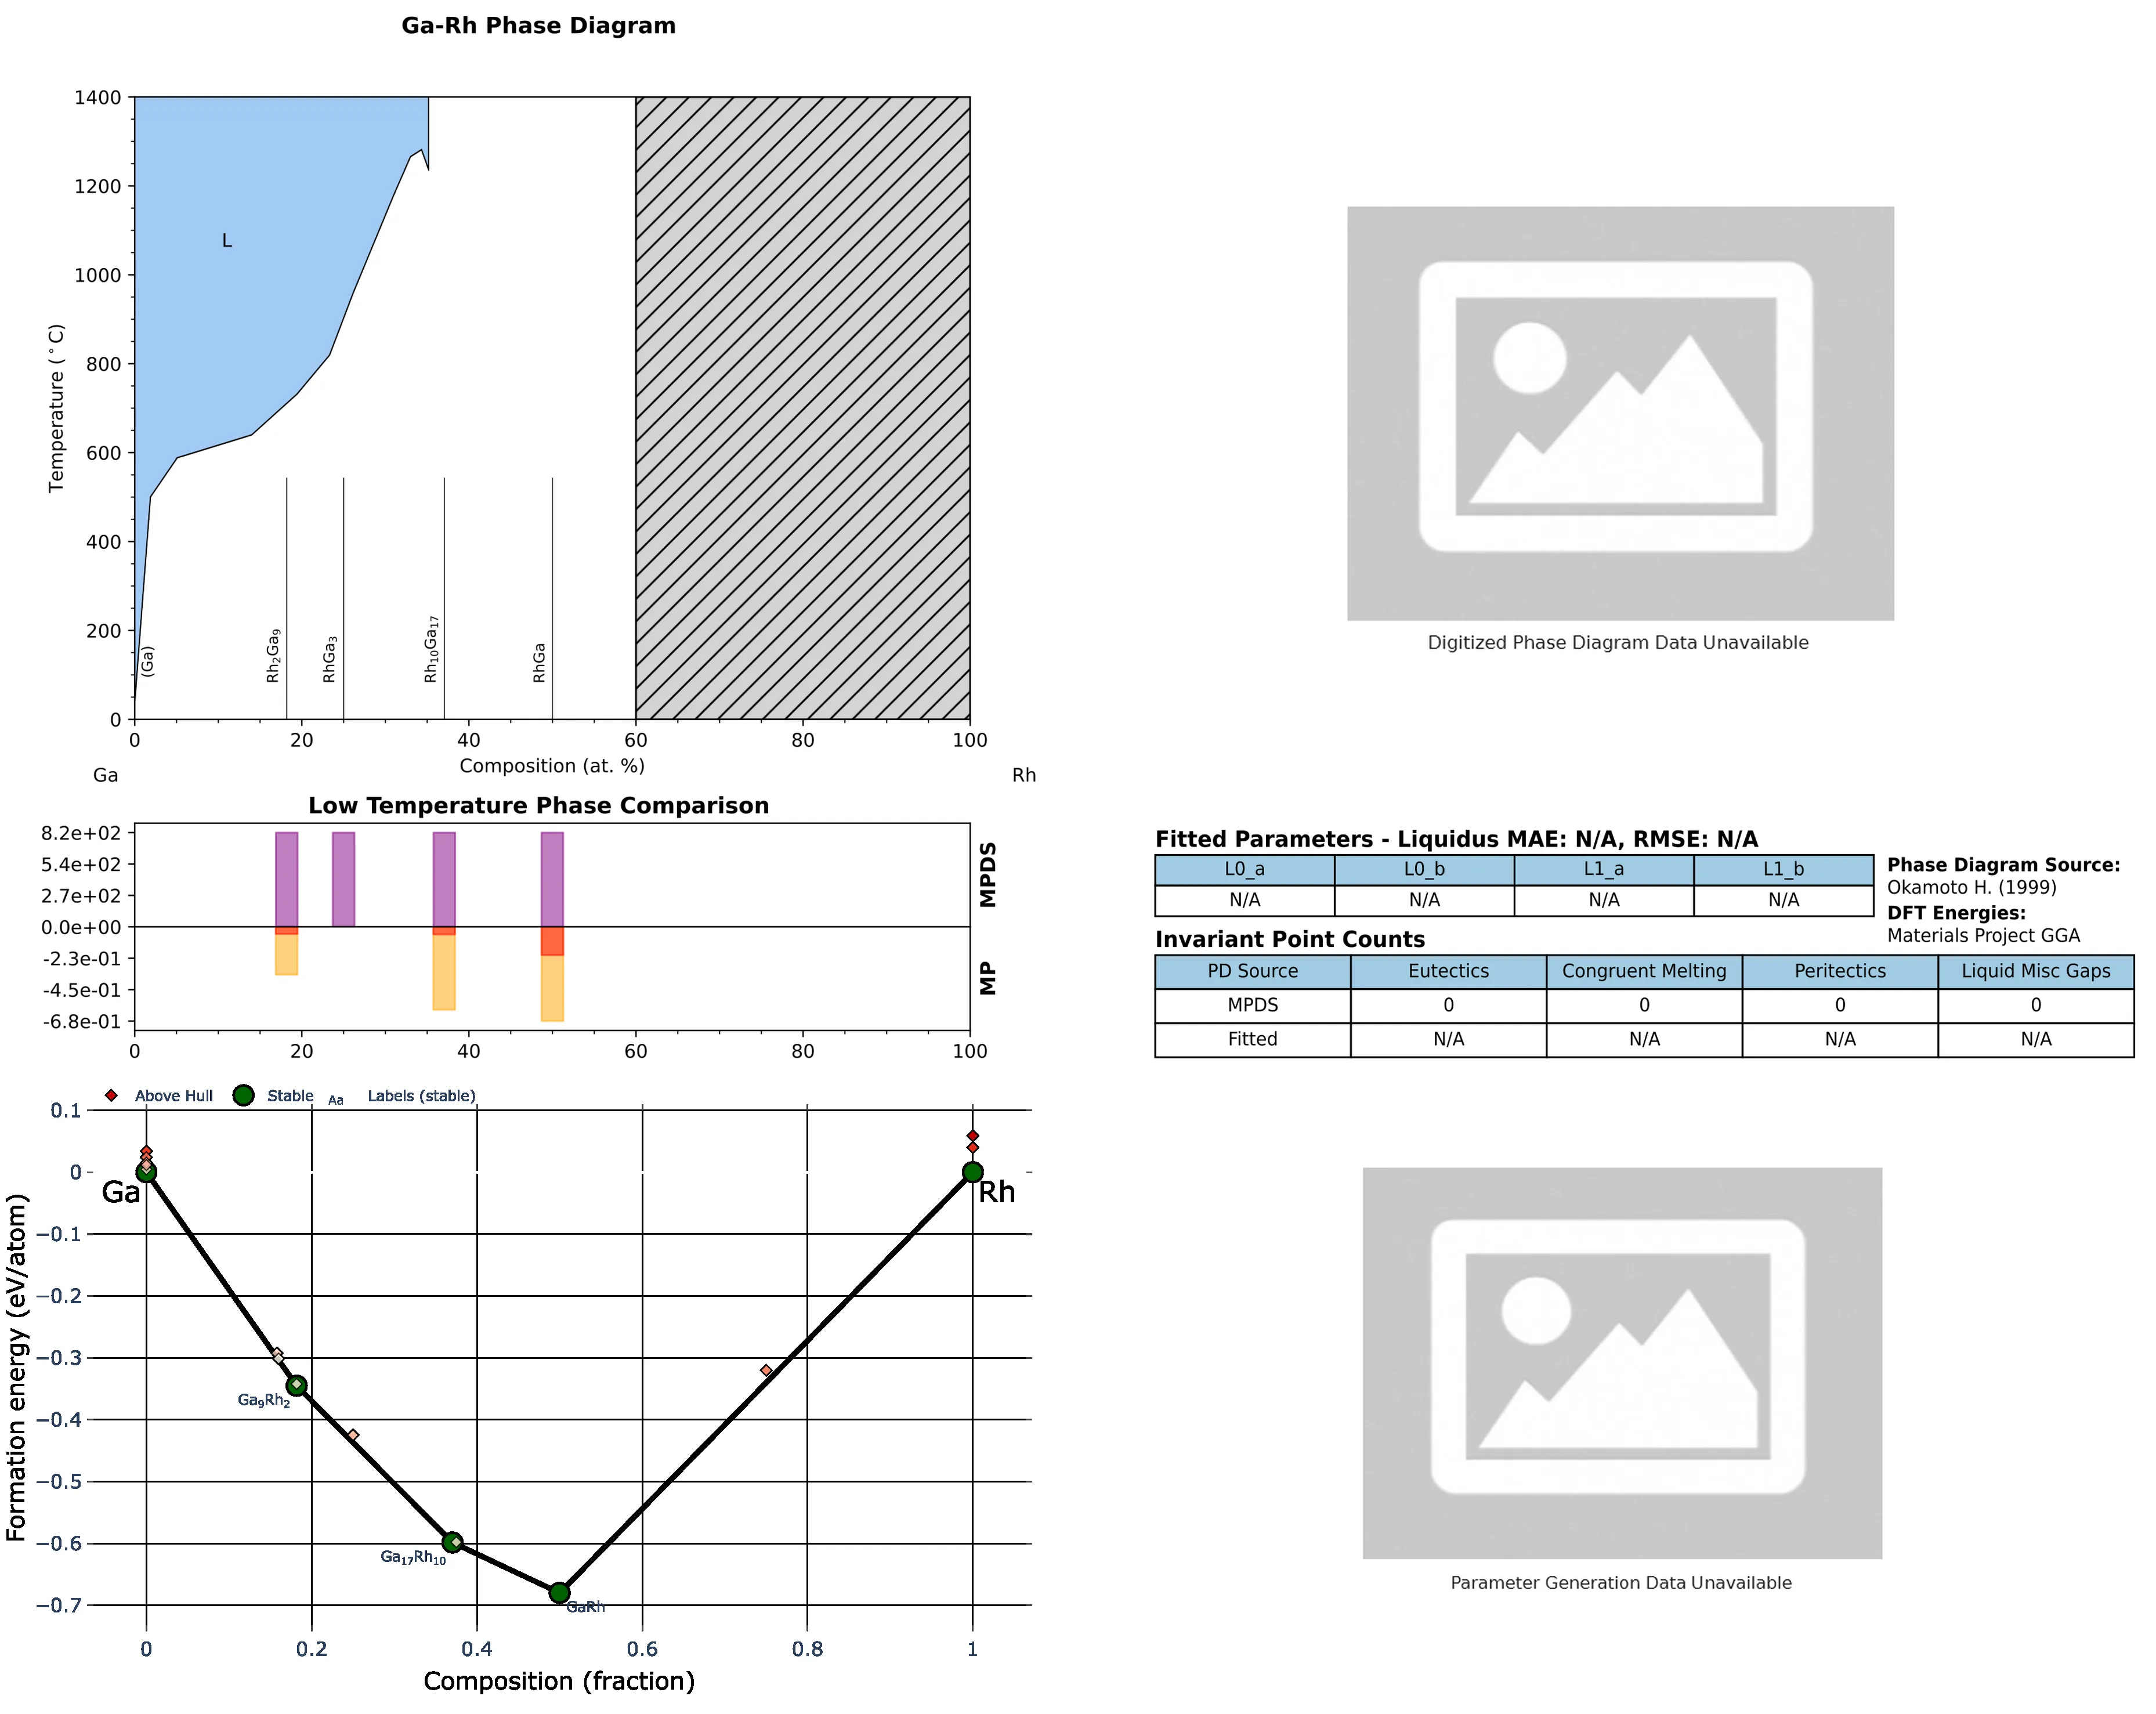 Ga-Rh Phase Diagram
1400
1200
1000
800
600
400
200
0
Temperature (°C)
L
(Ga)
Rh₂Ga₉
RhGa₃
Rh₁₀Ga₁₇
RhGa
0 20 40 60 80 100
Composition (at. %)
Ga Rh
Digitized Phase Diagram Data Unavailable
Low Temperature Phase Comparison
8.2e+02
5.4e+02
2.7e+02
0.0e+00
-2.3e-01
-4.5e-01
-6.8e-01
MPDS
MP
0 20 40 60 80 100
Fitted Parameters - Liquidus MAE: N/A, RMSE: N/A
L0_a L0_b L1_a L1_b
N/A N/A N/A N/A
Phase Diagram Source:
Okamoto H. (1999)
DFT Energies:
Materials Project GGA
Invariant Point Counts
PD Source Eutectics Congruent Melting Peritectics Liquid Misc Gaps
MPDS 0 0 0 0
Fitted N/A N/A N/A N/A
Above Hull Stable Aa Labels (stable)
0.1
0
−0.1
−0.2
−0.3
−0.4
−0.5
−0.6
−0.7
Formation energy (eV/atom)
Ga
Rh
Ga₉Rh₂
Ga₁₇Rh₁₀
GaRh
0 0.2 0.4 0.6 0.8 1
Composition (fraction)
Parameter Generation Data Unavailable